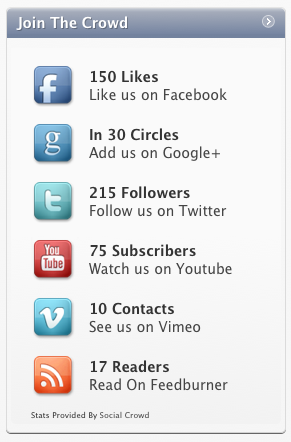 Join The Crowd
f
150 Likes
Like us on Facebook
g
In 30 Circles
Add us on Google+
t
215 Followers
Follow us on Twitter
You
Tube
75 Subscribers
Watch us on Youtube
v
10 Contacts
See us on Vimeo
17 Readers
Read On Feedburner
Stats Provided By Social Crowd